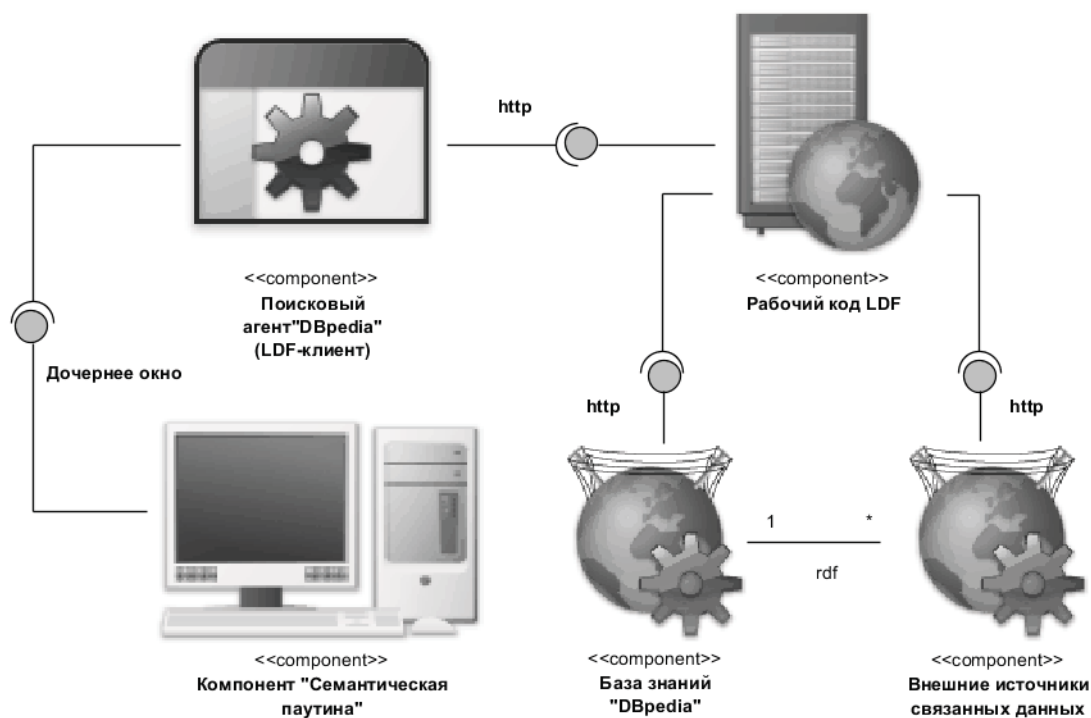 http
<<component>>
Поисковый
агент"DBpedia"
(LDF-клиент)
<<component>>
Рабочий код LDF
Дочернее окно
http
http
1
*
rdf
<<component>>
Компонент "Семантическая
паутина"
<<component>>
База знаний
"DBpedia"
<<component>>
Внешние источники
связанных данных